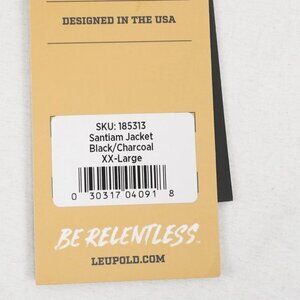 DESIGNED IN THE USA
SKU: 185313
Santiam Jacket
Black/Charcoal
XX-Large
0 30317 04091 8
BE RELENTLESS™
LEUPOLD.COM